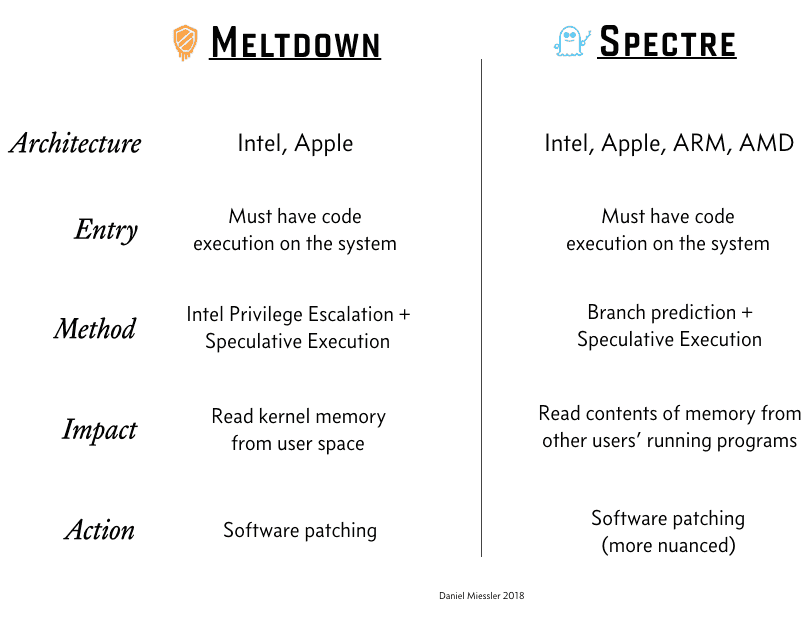 MELTDOWN
SPECTRE
Architecture
Intel, Apple
Intel, Apple, ARM, AMD
Entry
Must have code
execution on the system
Must have code
execution on the system
Method
Intel Privilege Escalation +
Speculative Execution
Branch prediction +
Speculative Execution
Impact
Read kernel memory
from user space
Read contents of memory from
other users’ running programs
Action
Software patching
Software patching
(more nuanced)
Daniel Miessler 2018